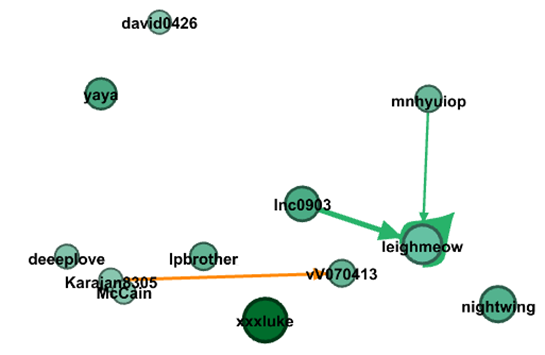 david0426
yaya
mnhyuiop
lnc0903
leighmeow
deeeplove
lpbrother
vV070413
Karajan8305
McCain
nightwing
xxxluke